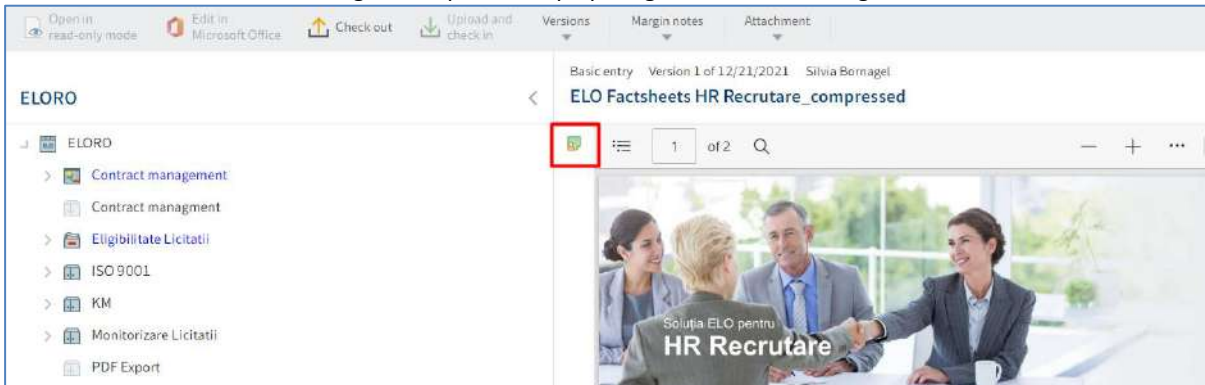 Open in
read-only mode
Edit in
Microsoft Office
Check out
Upload and
check in
Versions
Margin notes
Attachment
ELORO
ELORO
Contract management
Contract managment
Eligibilitate Licitatii
ISO 9001
KM
Monitorizare Licitatii
PDF Export
Basic entry Version 1 of 12/21/2021 Silvia Bornagel
ELO Factsheets HR Recrutare_compressed
1 of 2
Soluția ELO pentru
HR Recrutare